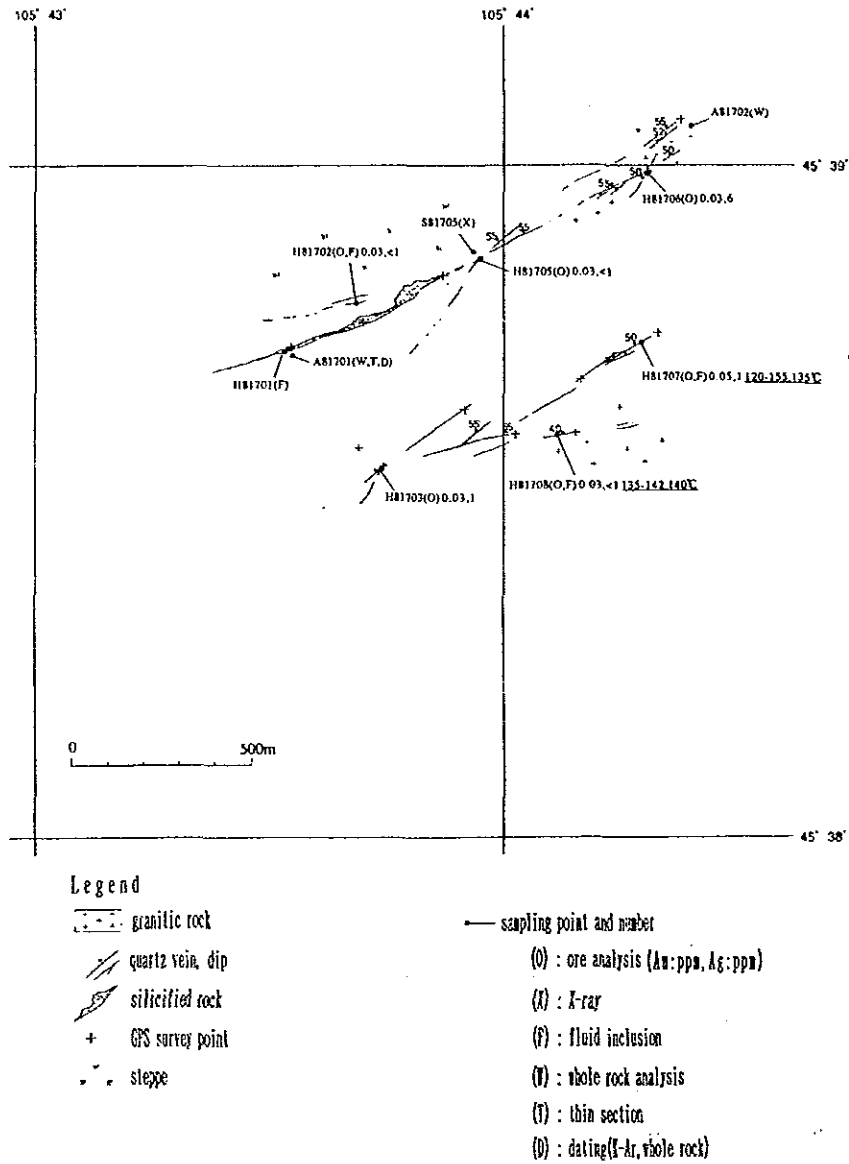 105° 43'
105° 44'
A81702(W)
55
52
50
45° 39'
50
55
H81706(O) 0.03,6
S81705(X)
55
55
H81702(O,F) 0.03,<1
H81705(O) 0.03,<1
A81701(W,T,D)
H81701(F)
50
H81707(O,F) 0.05,1 120-155,135℃
55
40
H81708(O,F) 0.03,<1 135-142,140℃
H81703(O) 0.03,1
0 500m
45° 38'
Legend
granitic rock
quartz vein, dip
silicified rock
GPS survey point
steppe
sampling point and number
(O) : ore analysis (Au:ppm, Ag:ppm)
(X) : X-ray
(F) : fluid inclusion
(W) : whole rock analysis
(T) : thin section
(D) : dating(K-Ar, whole rock)